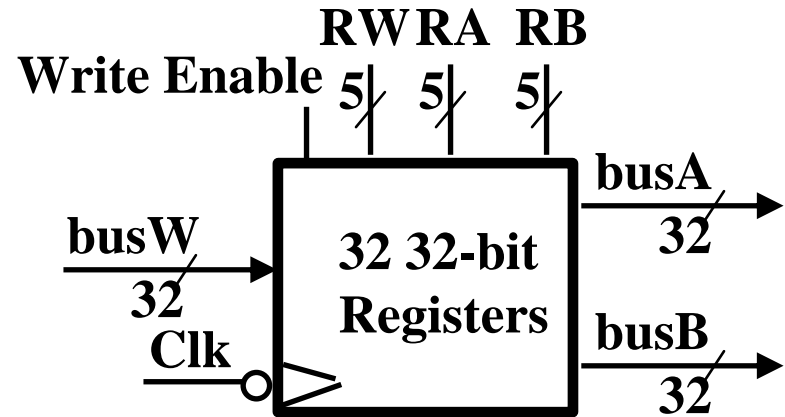 RW RA RB
Write Enable
5 5 5
busA
32
busW
32
32 32-bit
Registers
Clk
busB
32